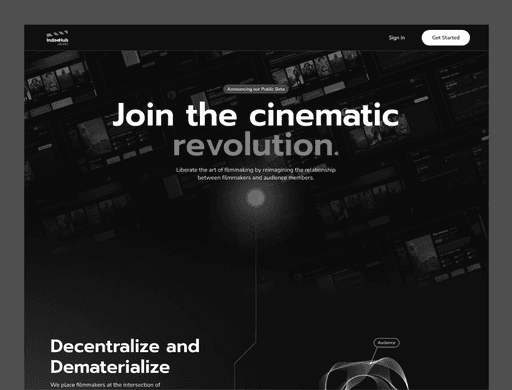 IndeeHub
Sign in
Get Started
Announcing our Public Beta
Join the cinematic
revolution.
Liberate the art of filmmaking by reimagining the relationship
between filmmakers and audience members.
Decentralize and
Dematerialize
Audience
We place filmmakers at the intersection of